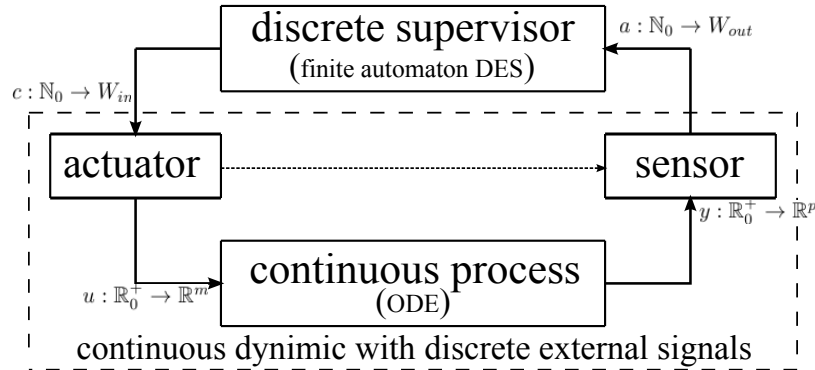 discrete supervisor
(finite automaton DES)
a : ℕ₀ → W_out
c : ℕ₀ → W_in
actuator
sensor
y : ℝ₀⁺ → ℝᵖ
continuous process
(ODE)
u : ℝ₀⁺ → ℝᵐ
continuous dynimic with discrete external signals